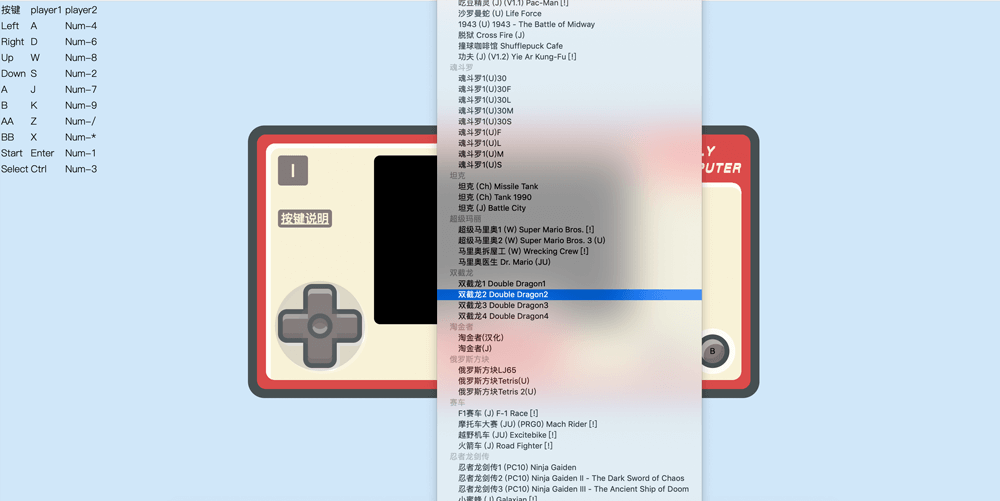 按键 player1 player2
Left A Num-4
Right D Num-6
Up W Num-8
Down S Num-2
A J Num-7
B K Num-9
AA Z Num-/
BB X Num-*
Start Enter Num-1
Select Ctrl Num-3
I
按键说明
吃豆精灵 (J) (V1.1) Pac-Man [!]
沙罗曼蛇 (U) Life Force
1943 (U) 1943 - The Battle of Midway
脱狱 Cross Fire (J)
撞球咖啡馆 Shufflepuck Cafe
功夫 (J) (V1.2) Yie Ar Kung-Fu [!]
魂斗罗
魂斗罗1(U)30
魂斗罗1(U)30F
魂斗罗1(U)30L
魂斗罗1(U)30M
魂斗罗1(U)30S
魂斗罗1(U)F
魂斗罗1(U)L
魂斗罗1(U)M
魂斗罗1(U)S
坦克
坦克 (Ch) Missile Tank
坦克 (Ch) Tank 1990
坦克 (J) Battle City
超级玛丽
超级马里奥1 (W) Super Mario Bros. [!]
超级马里奥2 (W) Super Mario Bros. 3 (U)
马里奥拆屋工 (W) Wrecking Crew [!]
马里奥医生 Dr. Mario (JU)
双截龙
双截龙1 Double Dragon1
双截龙2 Double Dragon2
双截龙3 Double Dragon3
双截龙4 Double Dragon4
淘金者
淘金者(汉化)
淘金者(J)
俄罗斯方块
俄罗斯方块LJ65
俄罗斯方块Tetris(U)
俄罗斯方块Tetris 2(U)
赛车
F1赛车 (J) F-1 Race [!]
摩托车大赛 (JU) (PRG0) Mach Rider [!]
越野机车 (JU) Excitebike [!]
火箭车 (J) Road Fighter [!]
忍者龙剑传
忍者龙剑传1 (PC10) Ninja Gaiden
忍者龙剑传2 (PC10) Ninja Gaiden II - The Dark Sword of Chaos
忍者龙剑传3 (PC10) Ninja Gaiden III - The Ancient Ship of Doom
小蜜蜂 (J) Galaxian [!]
LY
PUTER
B